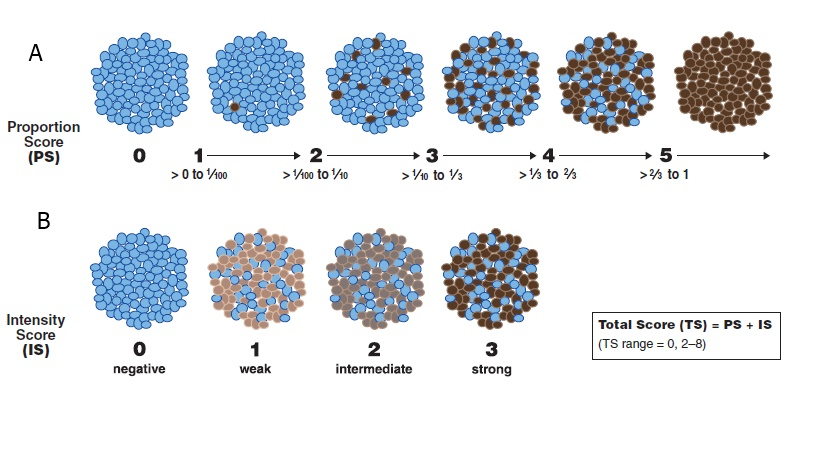 A
Proportion
Score
(PS)
0 1 2 3 4 5
> 0 to 1/100 > 1/100 to 1/10 > 1/10 to 1/3 > 1/3 to 2/3 > 2/3 to 1
B
Intensity
Score
(IS)
0 1 2 3
negative weak intermediate strong
Total Score (TS) = PS + IS
(TS range = 0, 2–8)